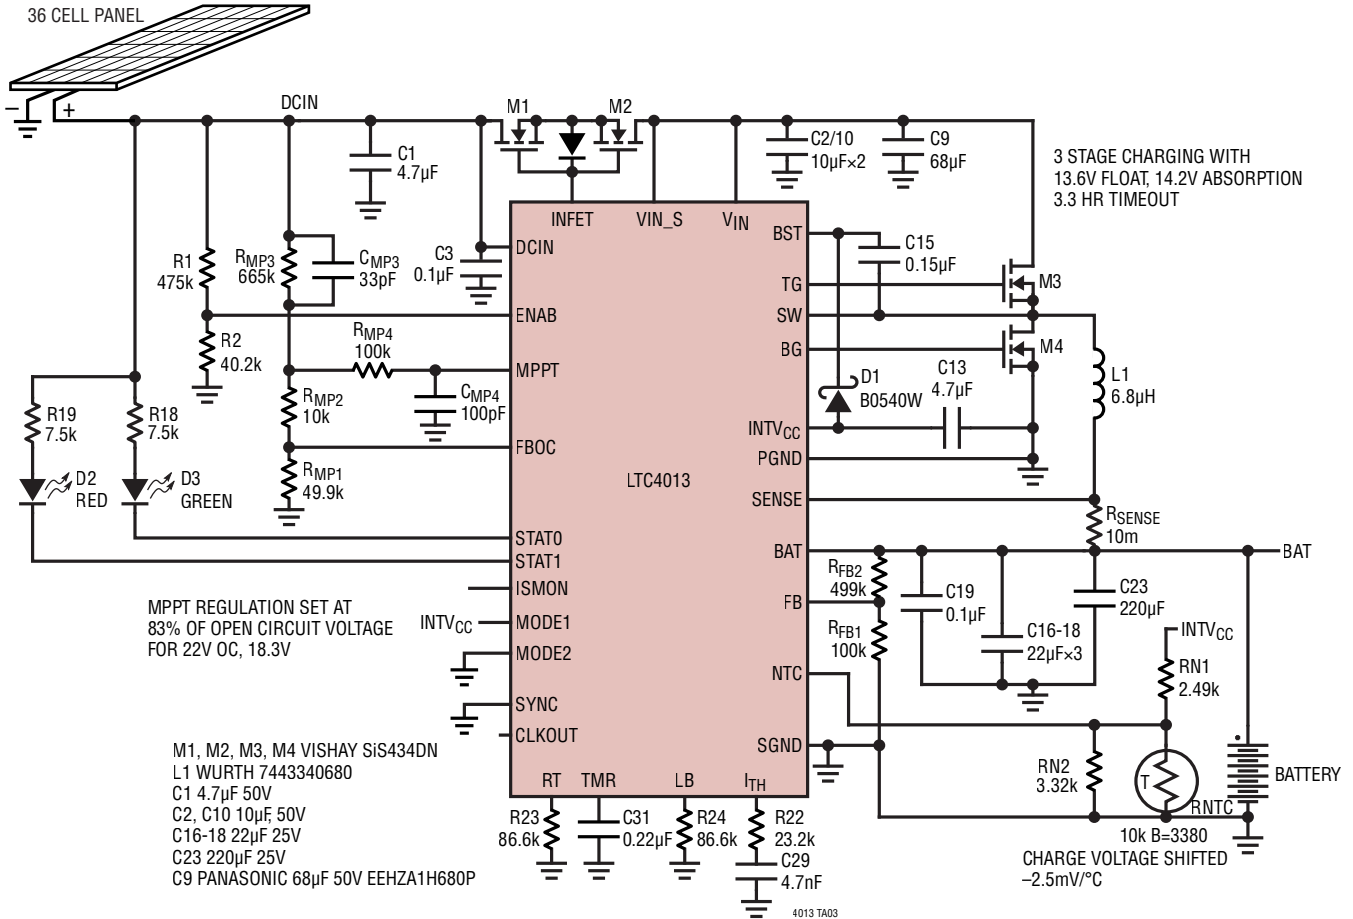 36 CELL PANEL
–
+
DCIN
M1
M2
C1
4.7µF
C2/10
10µF×2
C9
68µF
3 STAGE CHARGING WITH
13.6V FLOAT, 14.2V ABSORPTION
3.3 HR TIMEOUT
INFET
VIN_S
VIN
R1
475k
RMP3
665k
CMP3
33pF
C3
0.1µF
DCIN
BST
C15
0.15µF
TG
M3
ENAB
SW
R2
40.2k
RMP4
100k
BG
M4
MPPT
D1
B0540W
C13
4.7µF
L1
6.8µH
R19
7.5k
R18
7.5k
RMP2
10k
CMP4
100pF
INTVCC
FBOC
PGND
D2
RED
D3
GREEN
RMP1
49.9k
LTC4013
SENSE
RSENSE
10m
STAT0
STAT1
BAT
BAT
ISMON
RFB2
499k
FB
C19
0.1µF
C23
220µF
MPPT REGULATION SET AT
83% OF OPEN CIRCUIT VOLTAGE
FOR 22V OC, 18.3V
INTVCC
MODE1
RFB1
100k
C16-18
22µF×3
INTVCC
MODE2
NTC
RN1
2.49k
SYNC
CLKOUT
SGND
M1, M2, M3, M4 VISHAY SiS434DN
L1 WURTH 7443340680
C1 4.7µF 50V
C2, C10 10µF, 50V
C16-18 22µF 25V
C23 220µF 25V
C9 PANASONIC 68µF 50V EEHZA1H680P
RT
TMR
LB
ITH
RN2
3.32k
T
RNTC
BATTERY
R23
86.6k
C31
0.22µF
R24
86.6k
R22
23.2k
10k B=3380
CHARGE VOLTAGE SHIFTED
–2.5mV/°C
C29
4.7nF
4013 TA03